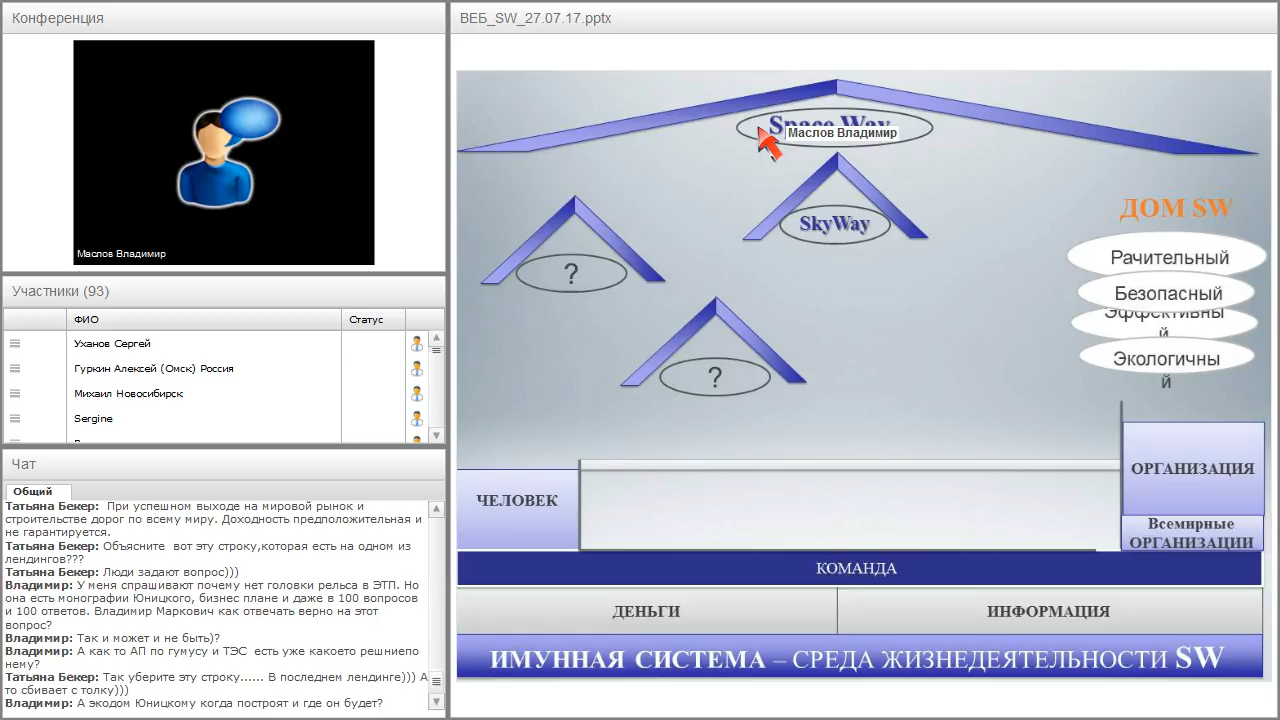 Конференция
Маслов Владимир
Участники (93)
ФИО
Статус
Уханов Сергей
Гуркин Алексей (Омск) Россия
Михаил Новосибирск
Sergine
Чат
Общий
Татьяна Бекер: При успешном выходе на мировой рынок и
строительстве дорог по всему миру. Доходность предположительная и
не гарантируется.
Татьяна Бекер: Объясните вот эту строку,которая есть на одном из
лендингов???
Татьяна Бекер: Люди задают вопрос)))
Владимир: У меня спрашивают почему нет головки рельса в ЭТП. Но
она есть монографии Юницкого, бизнес плане и даже в 100 вопросов
и 100 ответов. Владимир Маркович как отвечать верно на этот
вопрос?
Владимир: Так и может и не быть)?
Владимир: А как то АП по гумусу и ТЭС есть уже какоето решниепо
нему?
Татьяна Бекер: Так уберите эту строку...... В последнем лендинге))) А
то сбивает с толку)))
Владимир: А экодом Юницкому когда построят и где он будет?
ВЕБ_SW_27.07.17.pptx
Space Way
Маслов Владимир
SkyWay
?
?
ДОМ SW
Рачительный
Безопасный
Эффективны
й
Экологичны
й
ЧЕЛОВЕК
ОРГАНИЗАЦИЯ
Всемирные
ОРГАНИЗАЦИИ
КОМАНДА
ДЕНЬГИ
ИНФОРМАЦИЯ
ИМУННАЯ СИСТЕМА – СРЕДА ЖИЗНЕДЕЯТЕЛЬНОСТИ SW